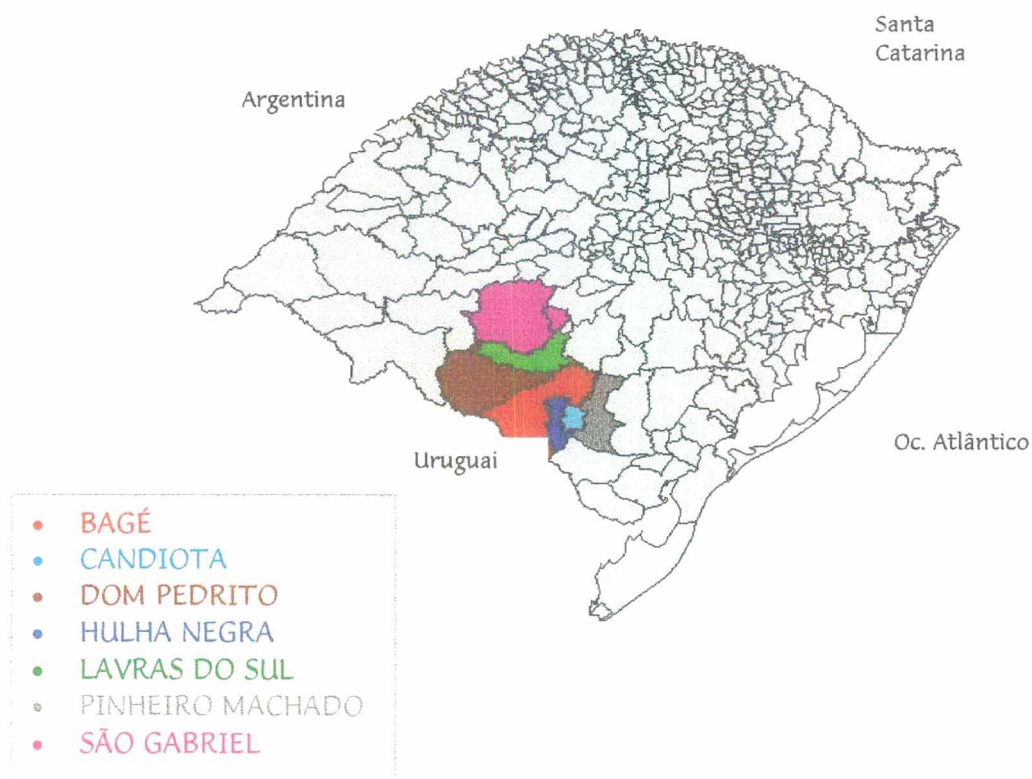 Santa
Catarina
Argentina
Oc. Atlântico
Uruguai
• BAGÉ
• CANDIOTA
• DOM PEDRITO
• HULHA NEGRA
• LAVRAS DO SUL
• PINHEIRO MACHADO
• SÃO GABRIEL